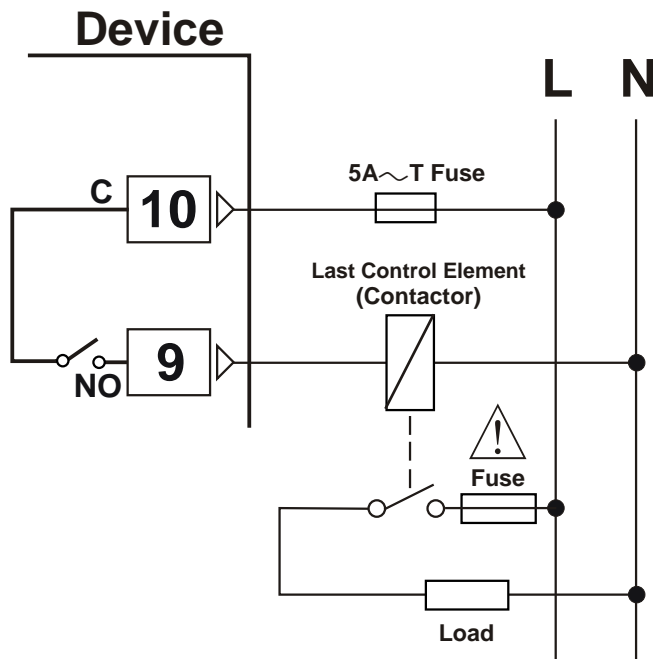 Device
L N
C 10
5A~T Fuse
Last Control Element
(Contactor)
NO 9
!
Fuse
Load